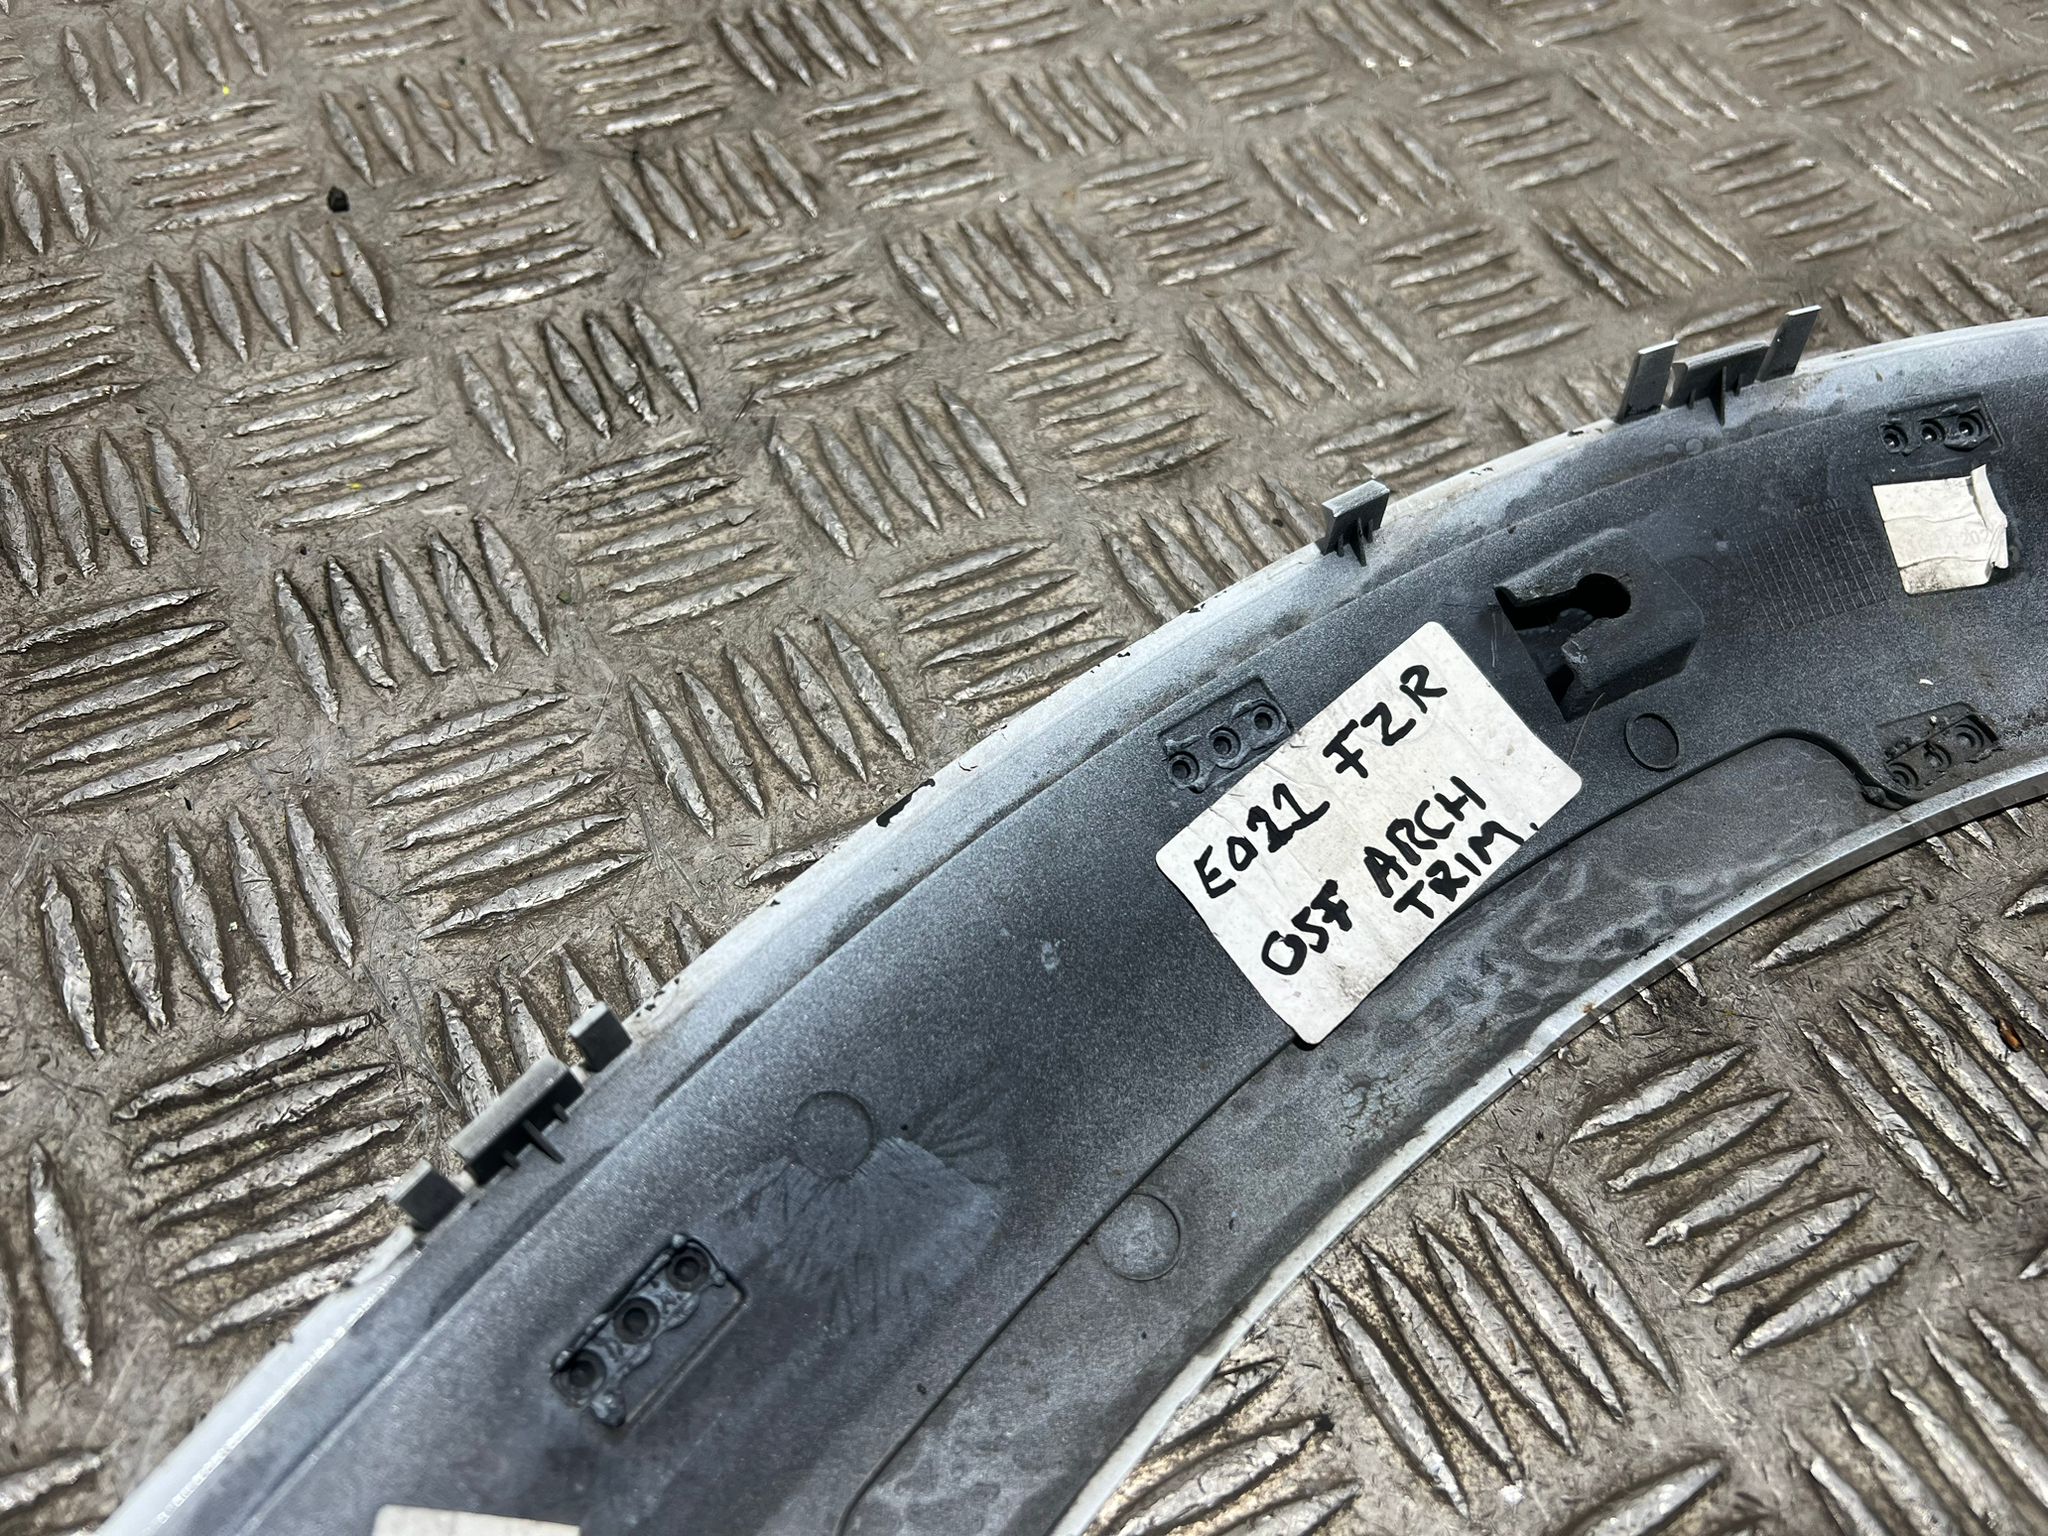 E021 FZR
OSF ARCH
TRIM.